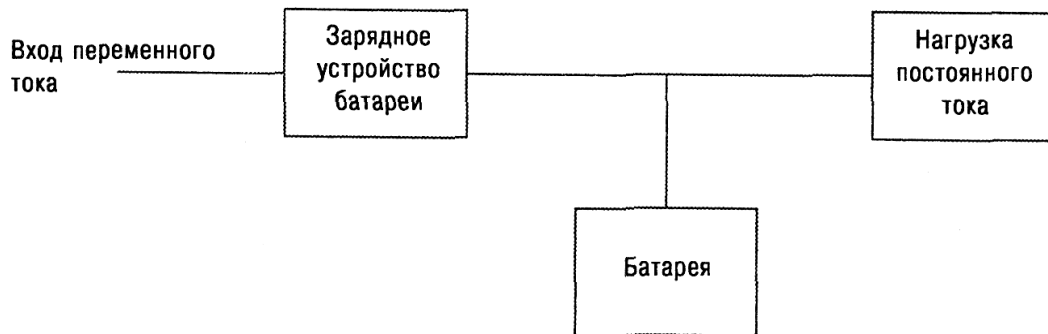 Вход переменного
тока
Зарядное
устройство
батареи
Нагрузка
постоянного
тока
Батарея